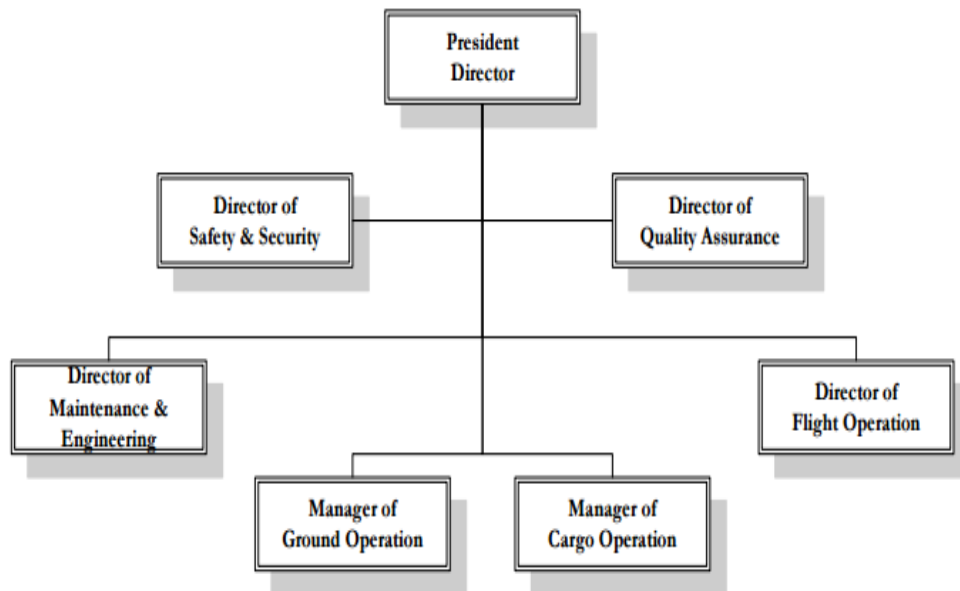 President
Director
Director of
Safety & Security
Director of
Quality Assurance
Director of
Maintenance &
Engineering
Director of
Flight Operation
Manager of
Ground Operation
Manager of
Cargo Operation